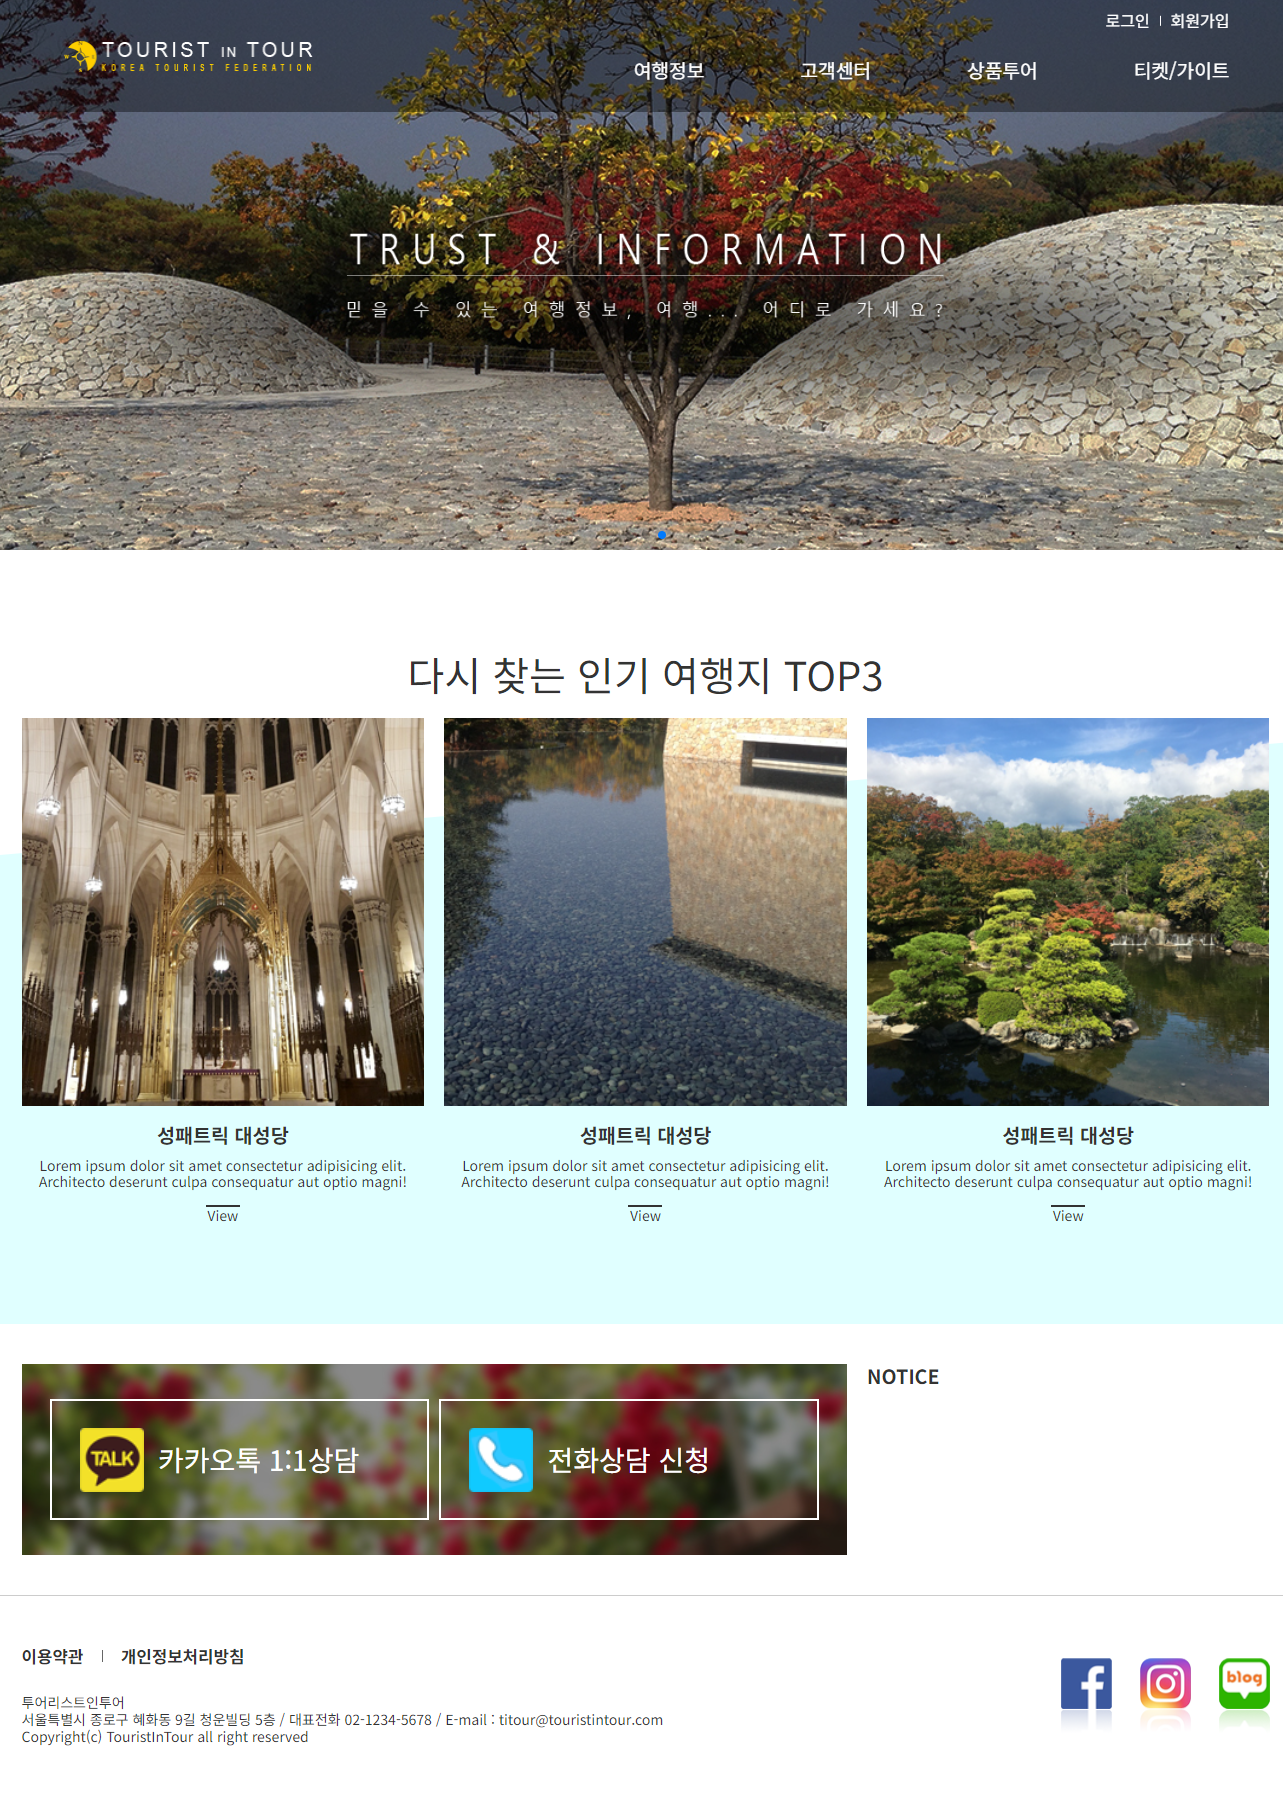 로그인
회원가입
TOURIST IN TOUR
KOREA TOURIST FEDERATION
여행정보
고객센터
상품투어
티켓/가이트
TRUST & INFORMATION
믿을 수 있는 여행정보, 여행... 어디로 가세요?
다시 찾는 인기 여행지 TOP3
성패트릭 대성당
Lorem ipsum dolor sit amet consectetur adipisicing elit.
Architecto deserunt culpa consequatur aut optio magni!
View
성패트릭 대성당
Lorem ipsum dolor sit amet consectetur adipisicing elit.
Architecto deserunt culpa consequatur aut optio magni!
View
성패트릭 대성당
Lorem ipsum dolor sit amet consectetur adipisicing elit.
Architecto deserunt culpa consequatur aut optio magni!
View
TALK
카카오톡 1:1상담
전화상담 신청
NOTICE
이용약관
개인정보처리방침
blog
투어리스트인투어
서울특별시 종로구 혜화동 9길 청운빌딩 5층 / 대표전화 02-1234-5678 / E-mail : titour@touristintour.com
Copyright(c) TouristInTour all right reserved